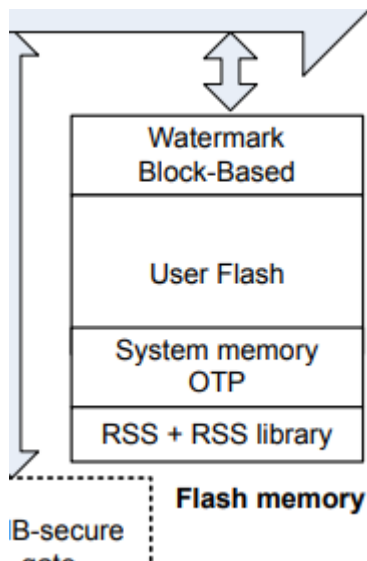 Watermark
Block-Based
User Flash
System memory
OTP
RSS + RSS library
Flash memory
B-secure